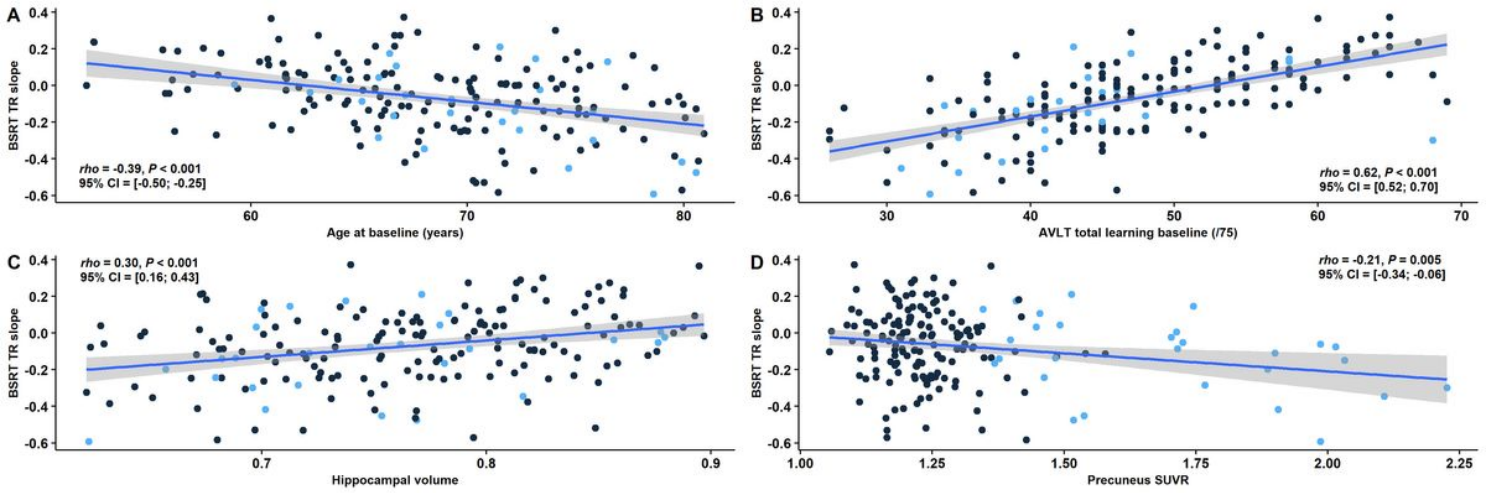 A
BSRT TR slope
0.4
0.2
0.0
-0.2
-0.4
-0.6
rho = -0.39, P < 0.001
95% CI = [-0.50; -0.25]
60
70
80
Age at baseline (years)
B
BSRT TR slope
0.4
0.2
0.0
-0.2
-0.4
-0.6
rho = 0.62, P < 0.001
95% CI = [0.52; 0.70]
30
40
50
60
70
AVLT total learning baseline (/75)
C
BSRT TR slope
0.4
0.2
0.0
-0.2
-0.4
-0.6
rho = 0.30, P < 0.001
95% CI = [0.16; 0.43]
0.7
0.8
0.9
Hippocampal volume
D
BSRT TR slope
0.4
0.2
0.0
-0.2
-0.4
-0.6
rho = -0.21, P = 0.005
95% CI = [-0.34; -0.06]
1.00
1.25
1.50
1.75
2.00
2.25
Precuneus SUVR